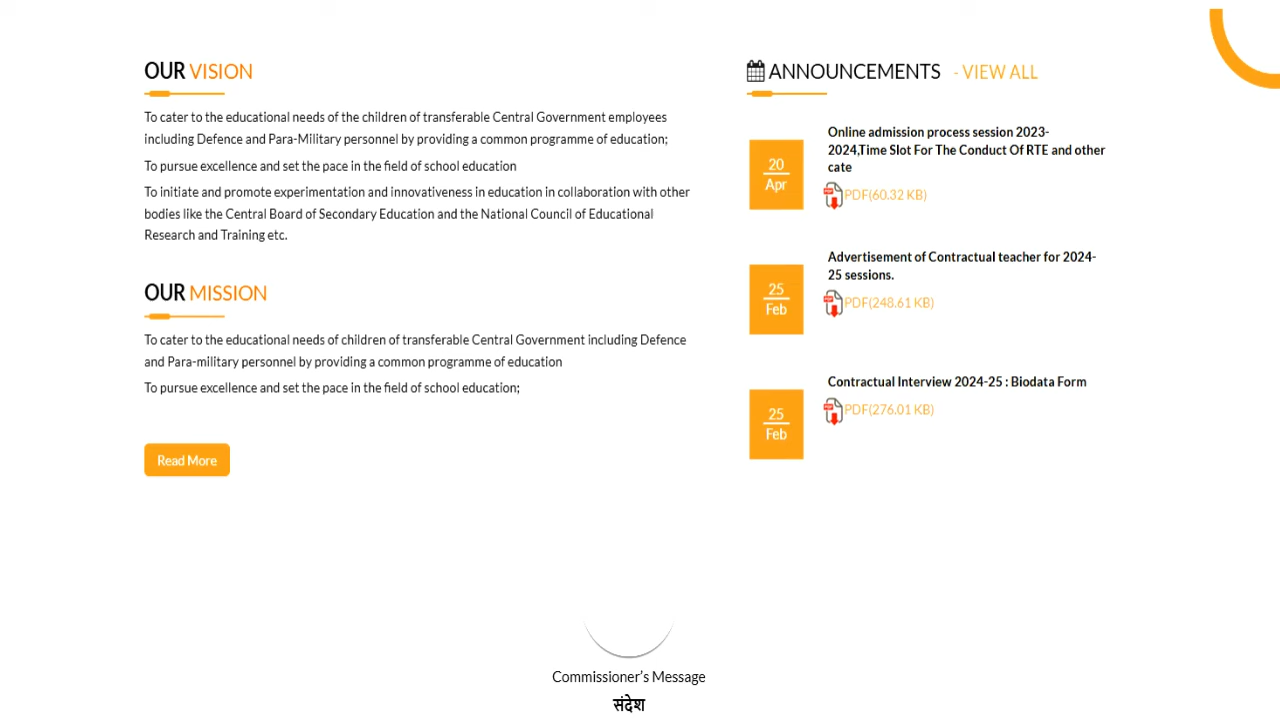 OUR VISION
To cater to the educational needs of the children of transferable Central Government employees
including Defence and Para-Military personnel by providing a common programme of education;
To pursue excellence and set the pace in the field of school education
To initiate and promote experimentation and innovativeness in education in collaboration with other
bodies like the Central Board of Secondary Education and the National Council of Educational
Research and Training etc.
OUR MISSION
To cater to the educational needs of children of transferable Central Government including Defence
and Para-military personnel by providing a common programme of education
To pursue excellence and set the pace in the field of school education;
Read More
ANNOUNCEMENTS - VIEW ALL
20
Apr
Online admission process session 2023-
2024,Time Slot For The Conduct Of RTE and other
cate
PDF(60.32 KB)
25
Feb
Advertisement of Contractual teacher for 2024-
25 sessions.
PDF(248.61 KB)
25
Feb
Contractual Interview 2024-25 : Biodata Form
PDF(276.01 KB)
Commissioner's Message
संदेश